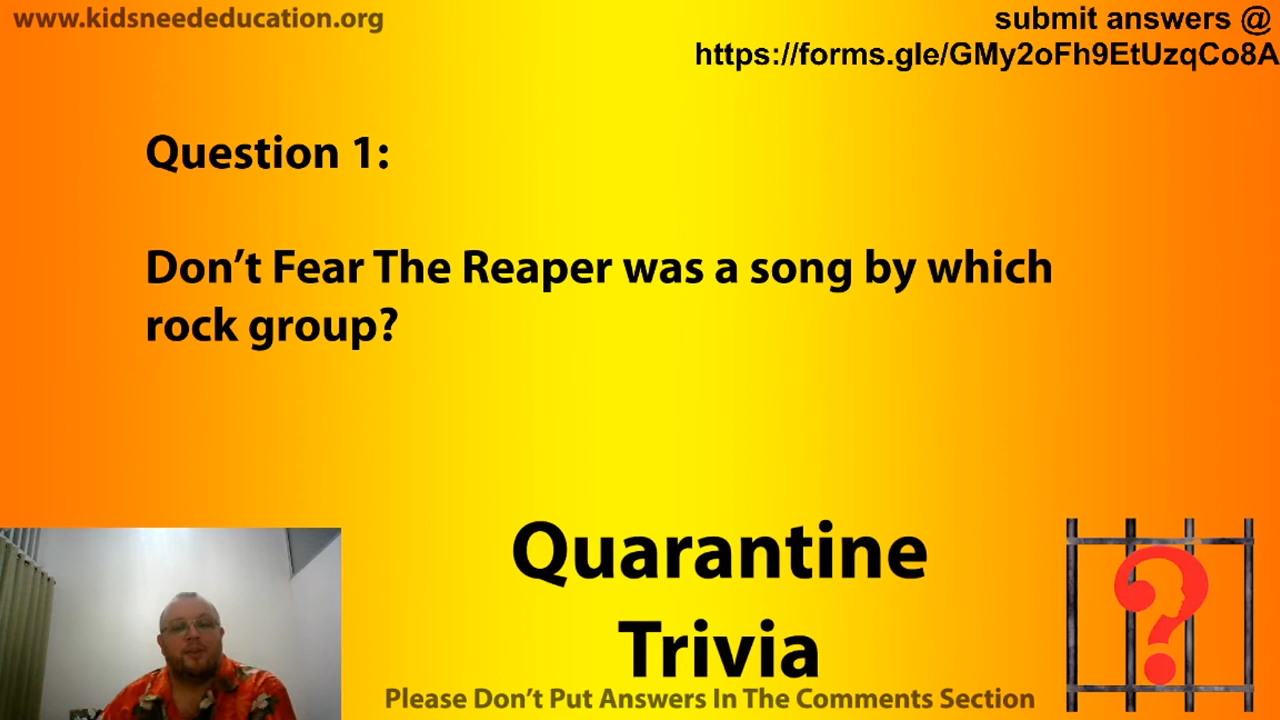 www.kidsneededucation.org
submit answers @
https://forms.gle/GMy2oFh9EtUzqCo8A
Question 1:
Don’t Fear The Reaper was a song by which
rock group?
Quarantine
Trivia
Please Don’t Put Answers In The Comments Section